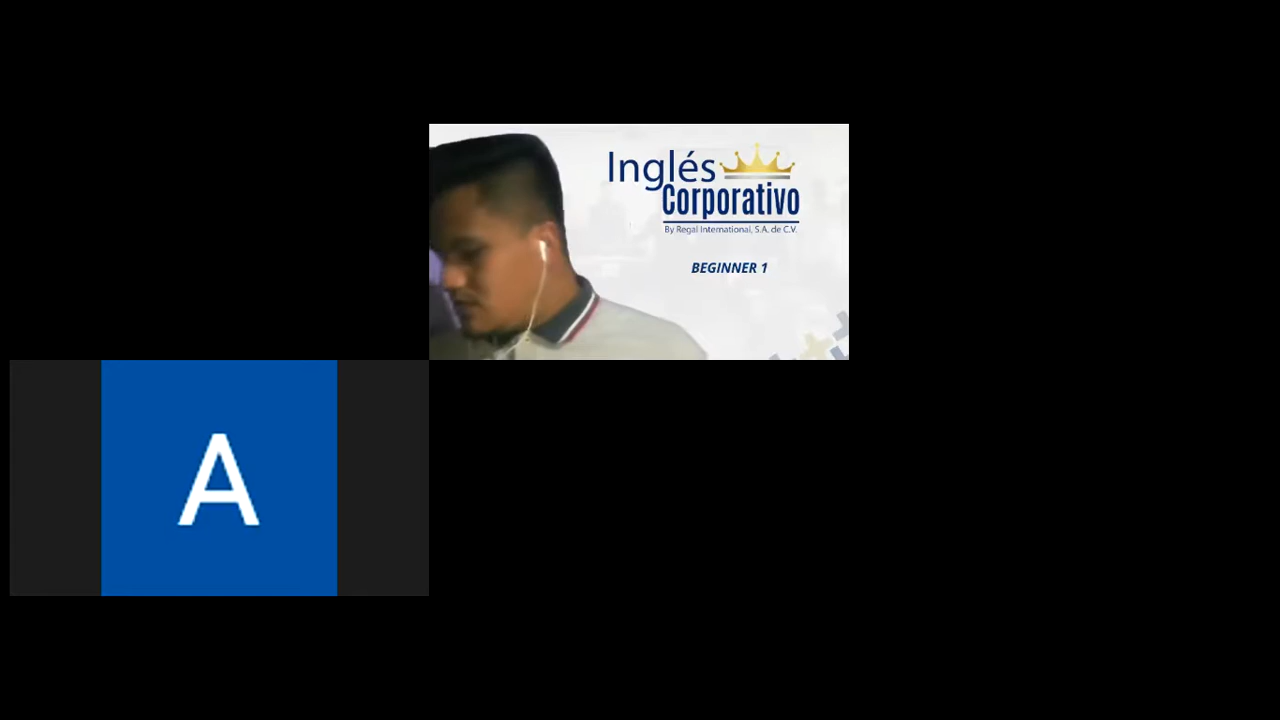 Inglés
Corporativo
By Regal International, S.A. de C.V.
BEGINNER 1
A